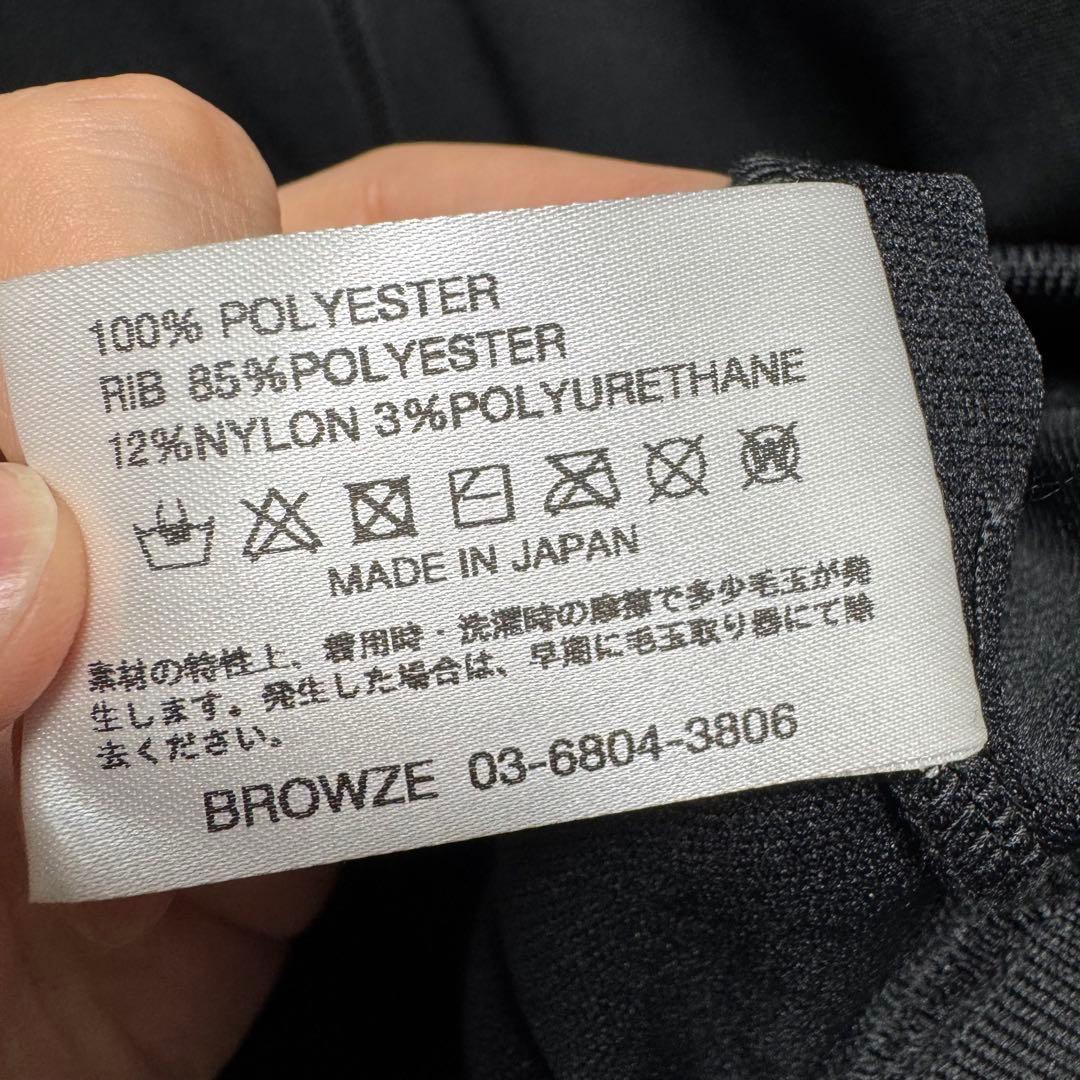 100% POLYESTER
RIB 85%POLYESTER
12%NYLON 3%POLYURETHANE
W
MADE IN JAPAN
素材の特性上、着用時・洗濯時の摩擦で多少毛玉が発
生します。発生した場合は、早期に毛玉取り器にて除
去ください。
BROWZE 03-6804-3806